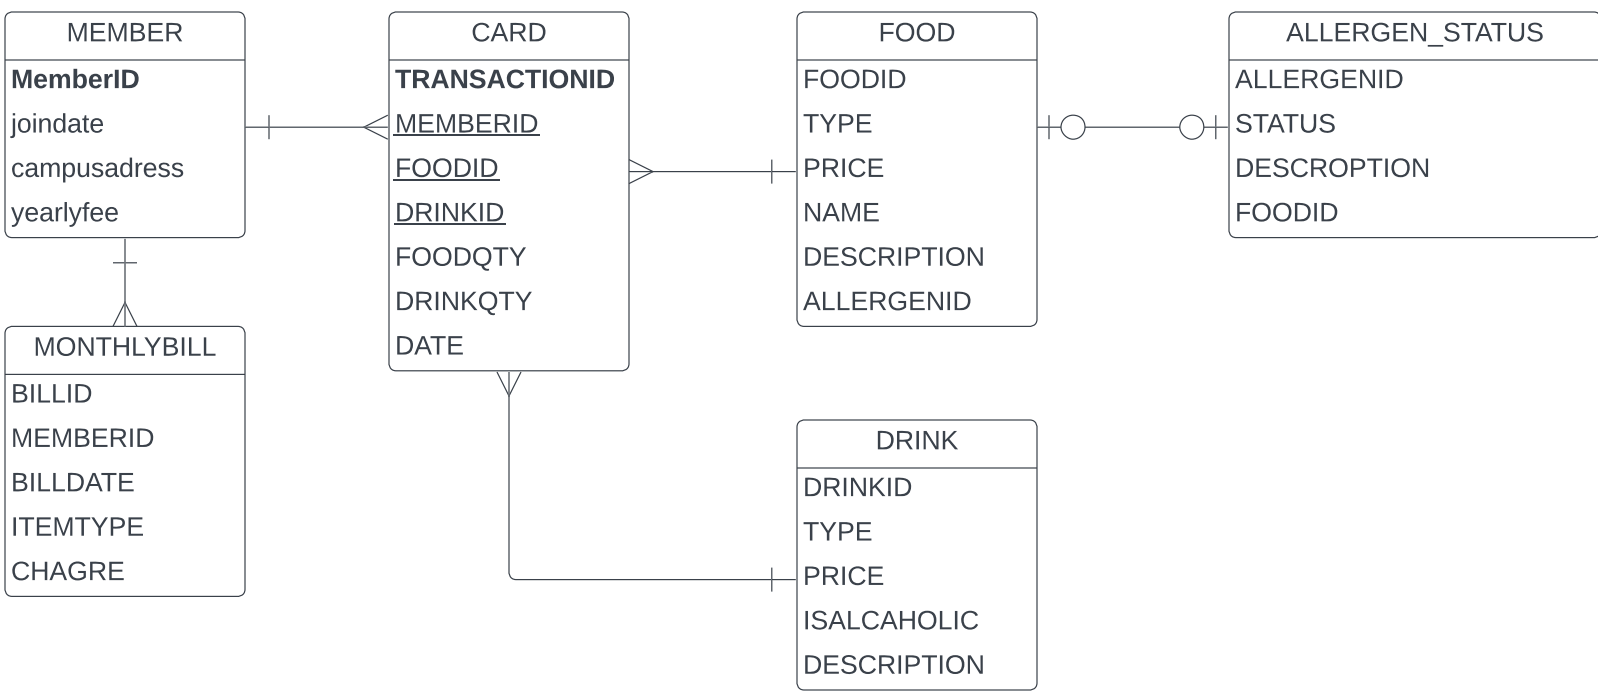 MEMBER
MemberID
joindate
campusadress
yearlyfee
MONTHLYBILL
BILLID
MEMBERID
BILLDATE
ITEMTYPE
CHAGRE
CARD
TRANSACTIONID
MEMBERID
FOODID
DRINKID
FOODQTY
DRINKQTY
DATE
FOOD
FOODID
TYPE
PRICE
NAME
DESCRIPTION
ALLERGENID
DRINK
DRINKID
TYPE
PRICE
ISALCAHOLIC
DESCRIPTION
ALLERGEN_STATUS
ALLERGENID
STATUS
DESCROPTION
FOODID